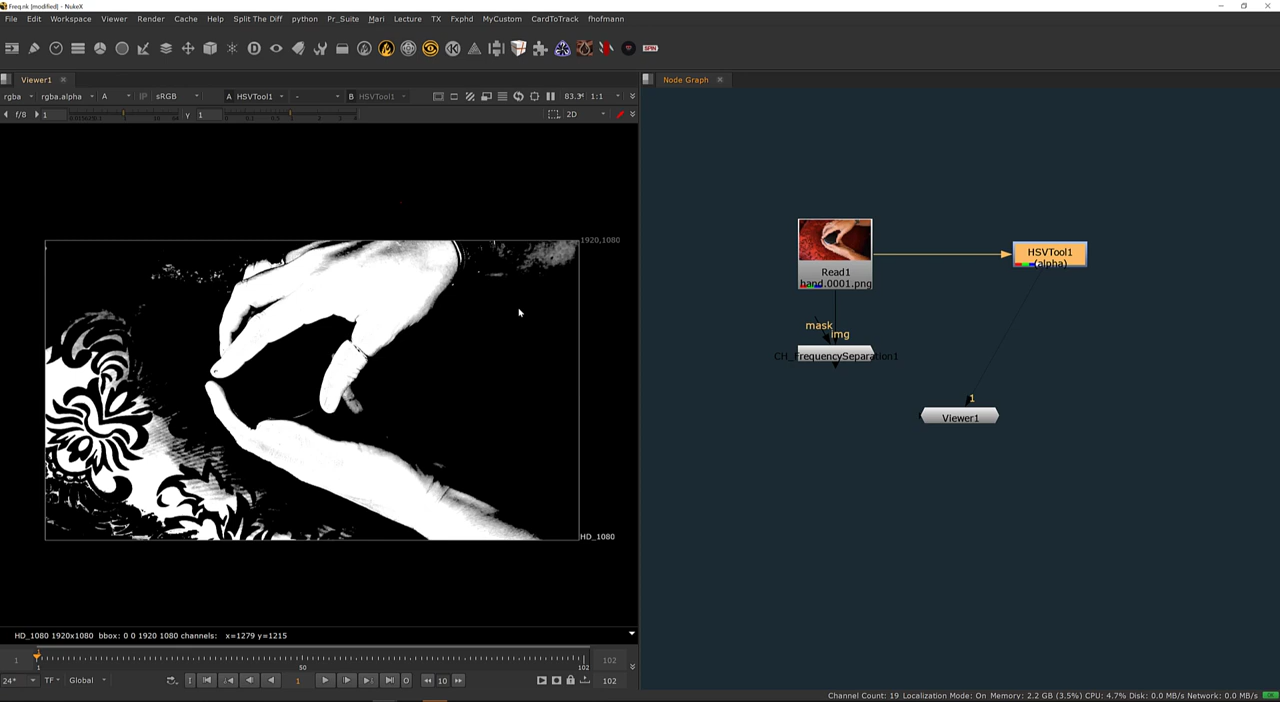 Freq.nk [modified] - NukeX
File Edit Workspace Viewer Render Cache Help Split The Diff python Pr_Suite Mari Lecture TX Fxphd MyCustom CardToTrack fhofmann
Viewer1
Node Graph
rgba rgba.alpha A IP sRGB A HSVTool1 - B HSVTool1 83.3 1:1
f/8 1 Y 1 2D
1920,1080
HD_1080
Read1
hand.0001.png
HSVTool1
(alpha)
mask
img
CH_FrequencySeparation1
1
Viewer1
HD_1080 1920x1080 bbox: 0 0 1920 1080 channels: x=1279 y=1215
1 1 50 102 102
24* TF Global 1 10 102
Channel Count: 19 Localization Mode: On Memory: 2.2 GB (3.5%) CPU: 4.7% Disk: 0.0 MB/s Network: 0.0 MB/s